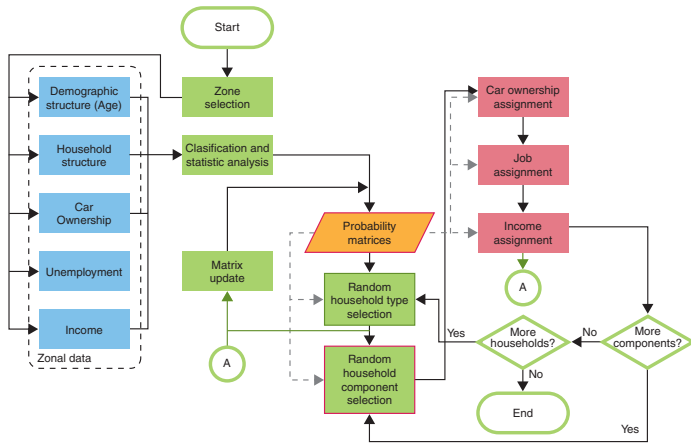 Start
Demographic
structure (Age)
Zone
selection
Car ownership
assignment
Household
structure
Clasification and
statistic analysis
Job
assignment
Car
Ownership
Probability
matrices
Income
assignment
Unemployment
Matrix
update
Random
household type
selection
A
Income
Zonal data
A
Yes
More
households?
No
More
components?
Random
household
component
selection
No
End
Yes